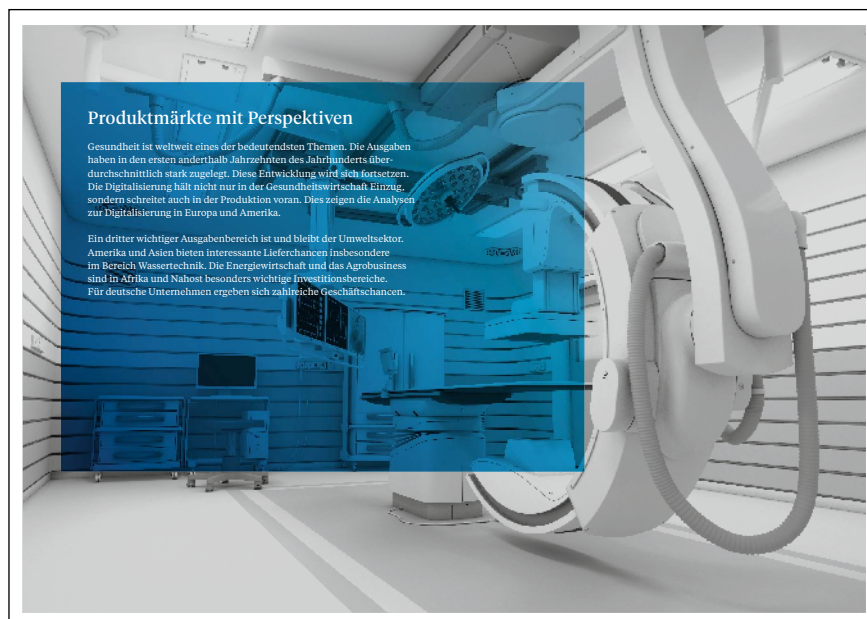 Produktmärkte mit Perspektiven
Gesundheit ist weltweit eines der bedeutendsten Themen. Die Ausgaben
haben in den ersten anderthalb Jahrzehnten des Jahrhunderts über-
durchschnittlich stark zugelegt. Diese Entwicklung wird sich fortsetzen.
Die Digitalisierung hält nicht nur in der Gesundheitswirtschaft Einzug,
sondern schreitet auch in der Produktion voran. Dies zeigen die Analysen
zur Digitalisierung in Europa und Amerika.
Ein dritter wichtiger Ausgabenbereich ist und bleibt der Umweltsektor.
Amerika und Asien bieten interessante Lieferchancen insbesondere
im Bereich Wassertechnik. Die Energiewirtschaft und das Agrobusiness
sind in Afrika und Nahost besonders wichtige Investitionsbereiche.
Für deutsche Unternehmen ergeben sich zahlreiche Geschäftschancen.